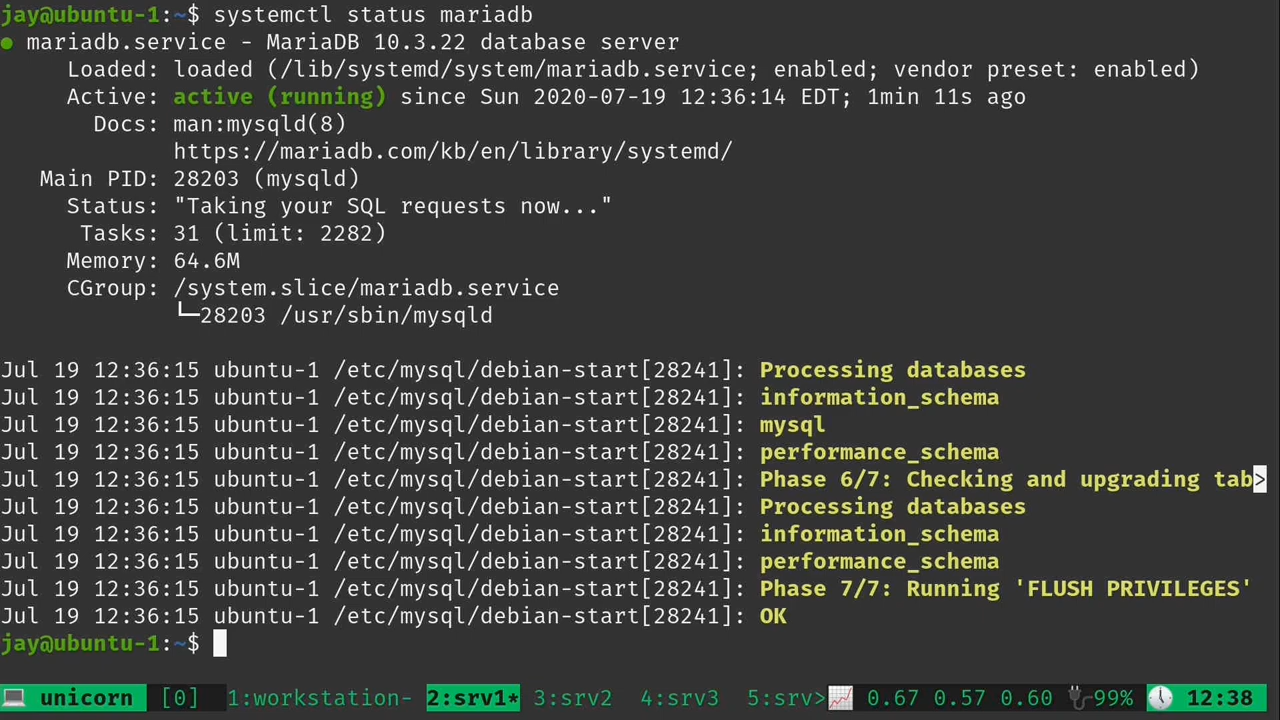 jay@ubuntu-1:~$ systemctl status mariadb
● mariadb.service - MariaDB 10.3.22 database server
Loaded: loaded (/lib/systemd/system/mariadb.service; enabled; vendor preset: enabled)
Active: active (running) since Sun 2020-07-19 12:36:14 EDT; 1min 11s ago
Docs: man:mysqld(8)
https://mariadb.com/kb/en/library/systemd/
Main PID: 28203 (mysqld)
Status: "Taking your SQL requests now..."
Tasks: 31 (limit: 2282)
Memory: 64.6M
CGroup: /system.slice/mariadb.service
└─28203 /usr/sbin/mysqld
Jul 19 12:36:15 ubuntu-1 /etc/mysql/debian-start[28241]: Processing databases
Jul 19 12:36:15 ubuntu-1 /etc/mysql/debian-start[28241]: information_schema
Jul 19 12:36:15 ubuntu-1 /etc/mysql/debian-start[28241]: mysql
Jul 19 12:36:15 ubuntu-1 /etc/mysql/debian-start[28241]: performance_schema
Jul 19 12:36:15 ubuntu-1 /etc/mysql/debian-start[28241]: Phase 6/7: Checking and upgrading tab>
Jul 19 12:36:15 ubuntu-1 /etc/mysql/debian-start[28241]: Processing databases
Jul 19 12:36:15 ubuntu-1 /etc/mysql/debian-start[28241]: information_schema
Jul 19 12:36:15 ubuntu-1 /etc/mysql/debian-start[28241]: performance_schema
Jul 19 12:36:15 ubuntu-1 /etc/mysql/debian-start[28241]: Phase 7/7: Running 'FLUSH PRIVILEGES'
Jul 19 12:36:15 ubuntu-1 /etc/mysql/debian-start[28241]: OK
jay@ubuntu-1:~$
unicorn [0] 1:workstation- 2:srv1* 3:srv2 4:srv3 5:srv> 0.67 0.57 0.60 99% 12:38